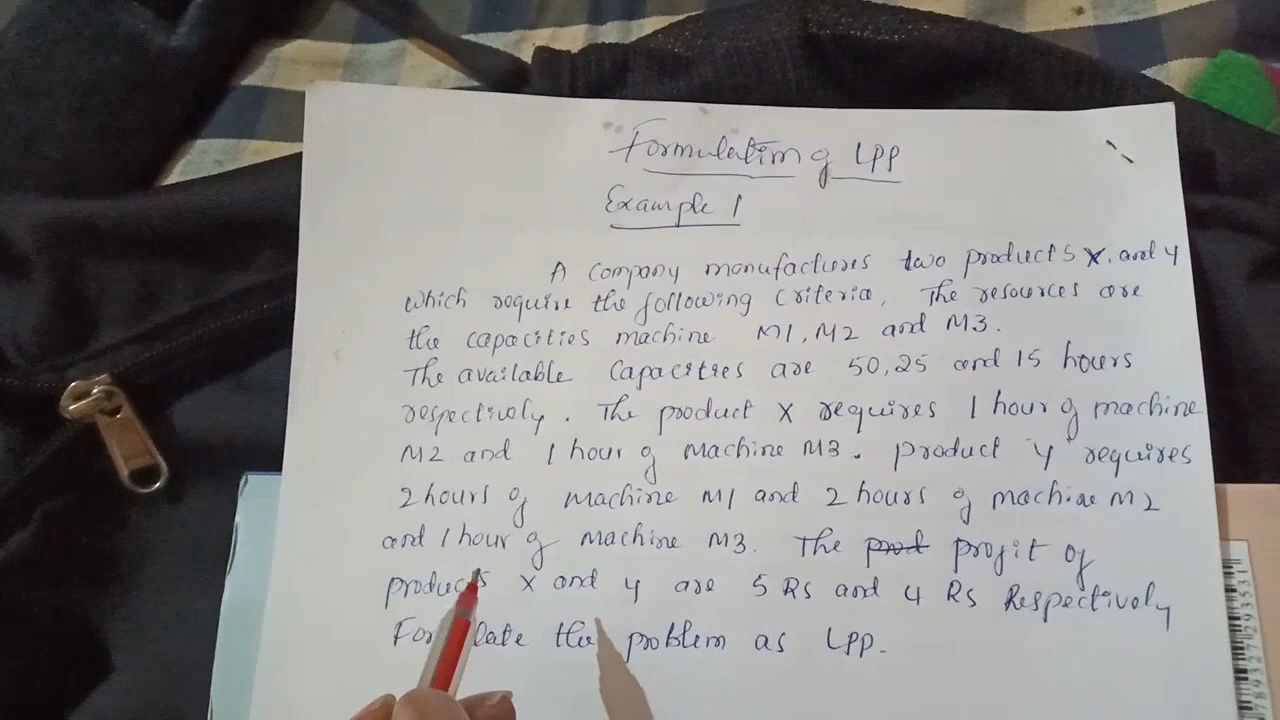 Formulation of LPP
Example 1
A company manufactures two products X. and Y
which require the following criteria. The resources are
the capacities machine M1, M2 and M3.
The available capacities are 50, 25 and 15 hours
respectively. The product X requires 1 hour of machine
M2 and 1 hour of machine M3. product Y requires
2 hours of machine M1 and 2 hours of machine M2
and 1 hour of machine M3. The prod profit of
products X and Y are 5 Rs and 4 Rs Respectively
the problem as LPP.
9789327293531